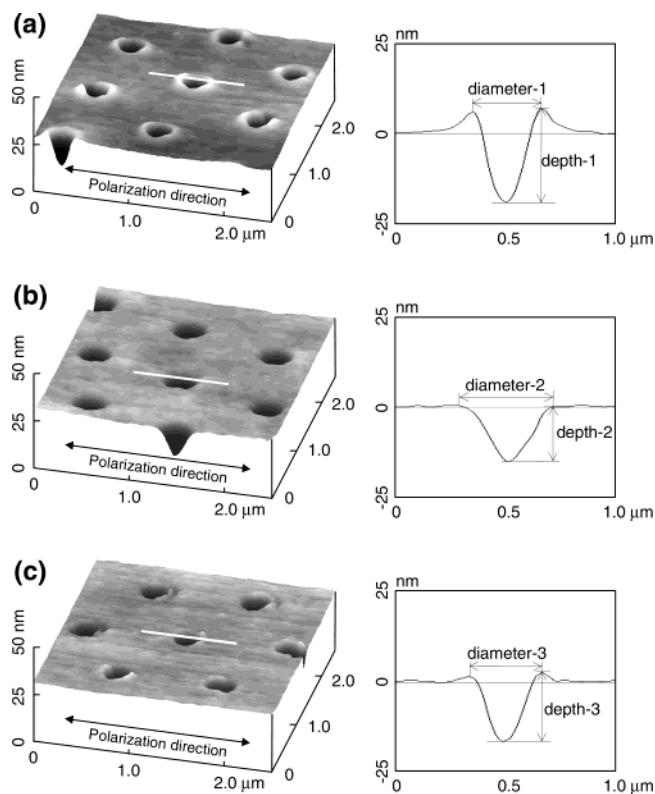 (a)
50 nm
25
0
0
1.0
2.0 μm
0
1.0
2.0
Polarization direction
nm
25
0
-25
0
0.5
1.0 μm
diameter-1
depth-1
(b)
50 nm
25
0
0
1.0
2.0 μm
0
1.0
2.0
Polarization direction
nm
25
0
-25
0
0.5
1.0 μm
diameter-2
depth-2
(c)
50 nm
25
0
0
1.0
2.0 μm
0
1.0
2.0
Polarization direction
nm
25
0
-25
0
0.5
1.0 μm
diameter-3
depth-3